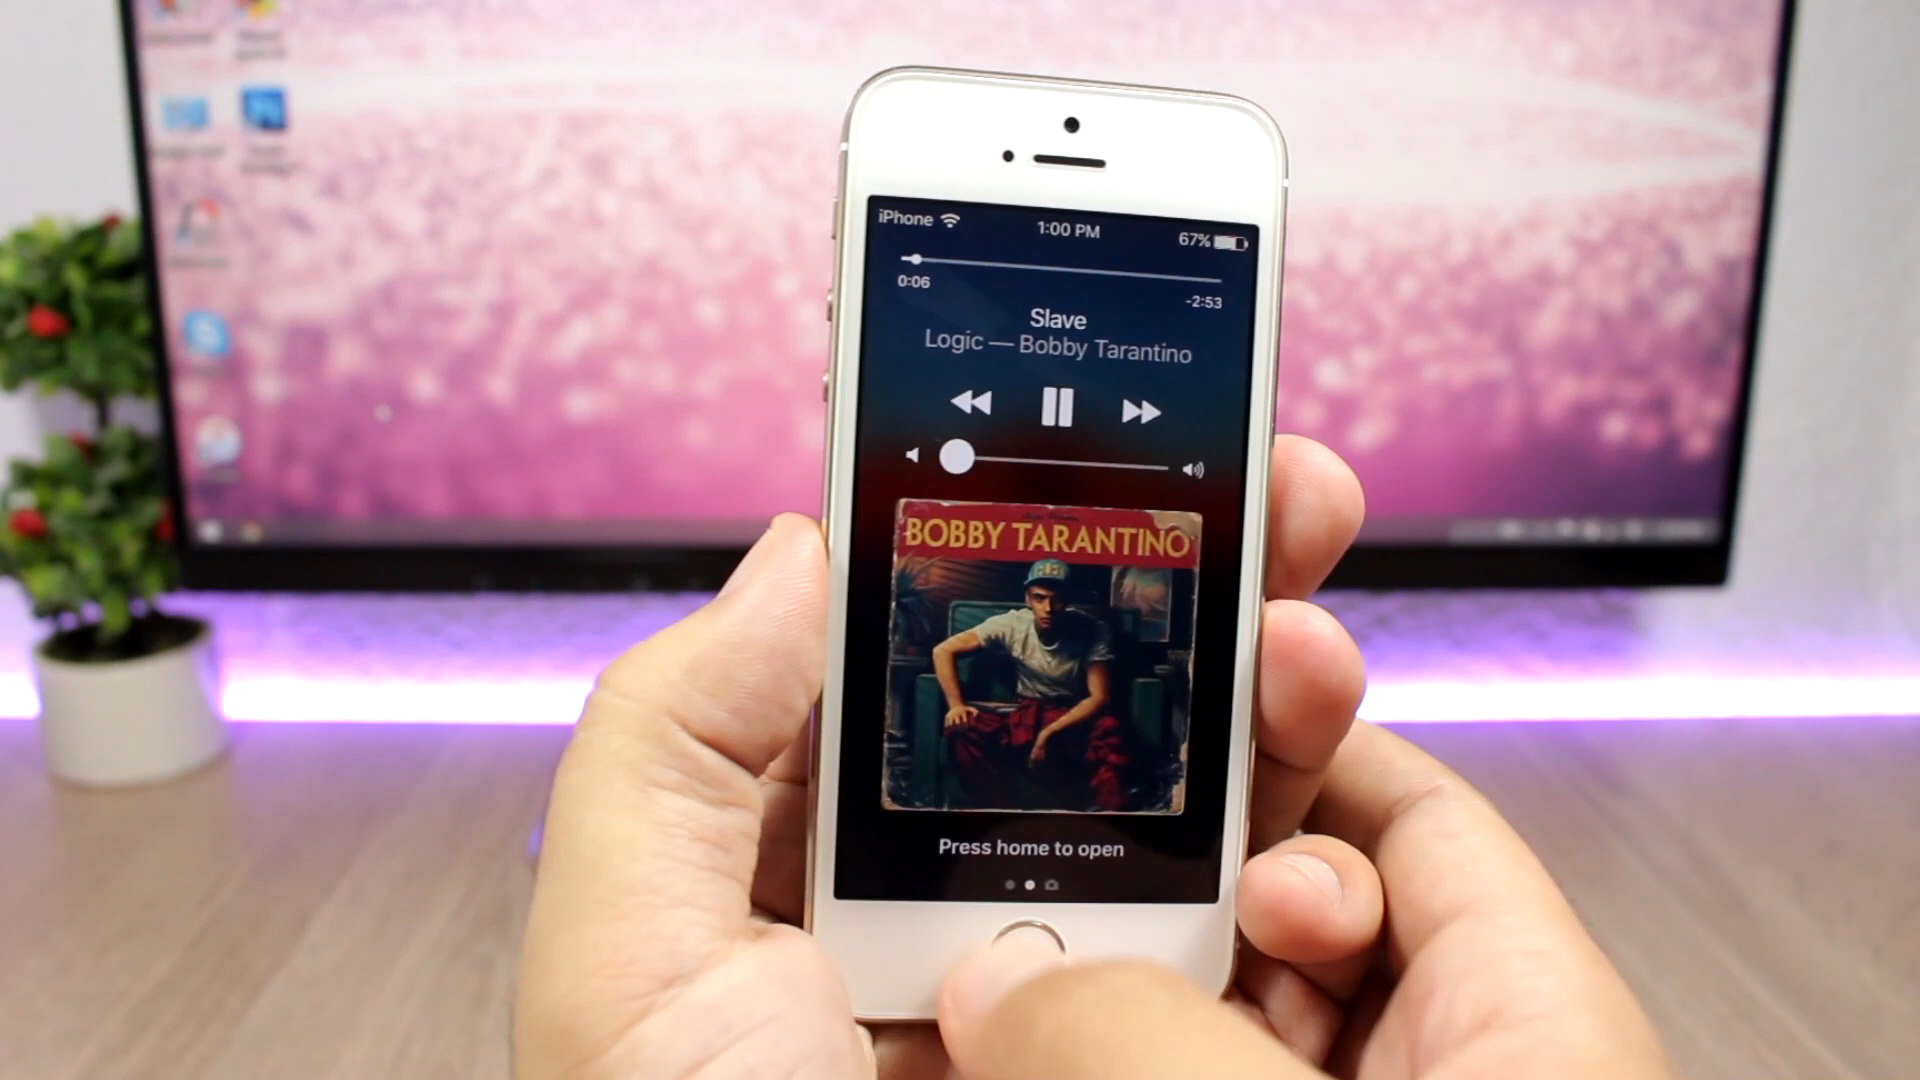 iPhone 1:00 PM 67%
0:06 -2:53
Slave
Logic — Bobby Tarantino
BOBBY TARANTINO
Press home to open